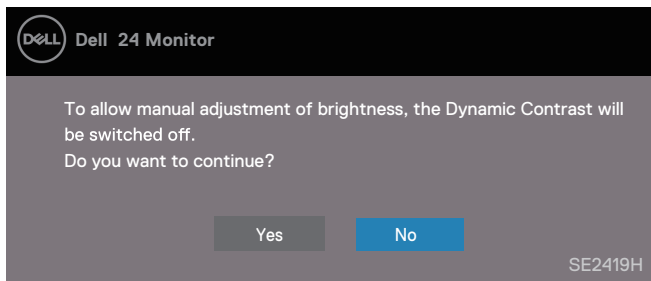 DELL Dell 24 Monitor
To allow manual adjustment of brightness, the Dynamic Contrast will
be switched off.
Do you want to continue?
Yes No
SE2419H